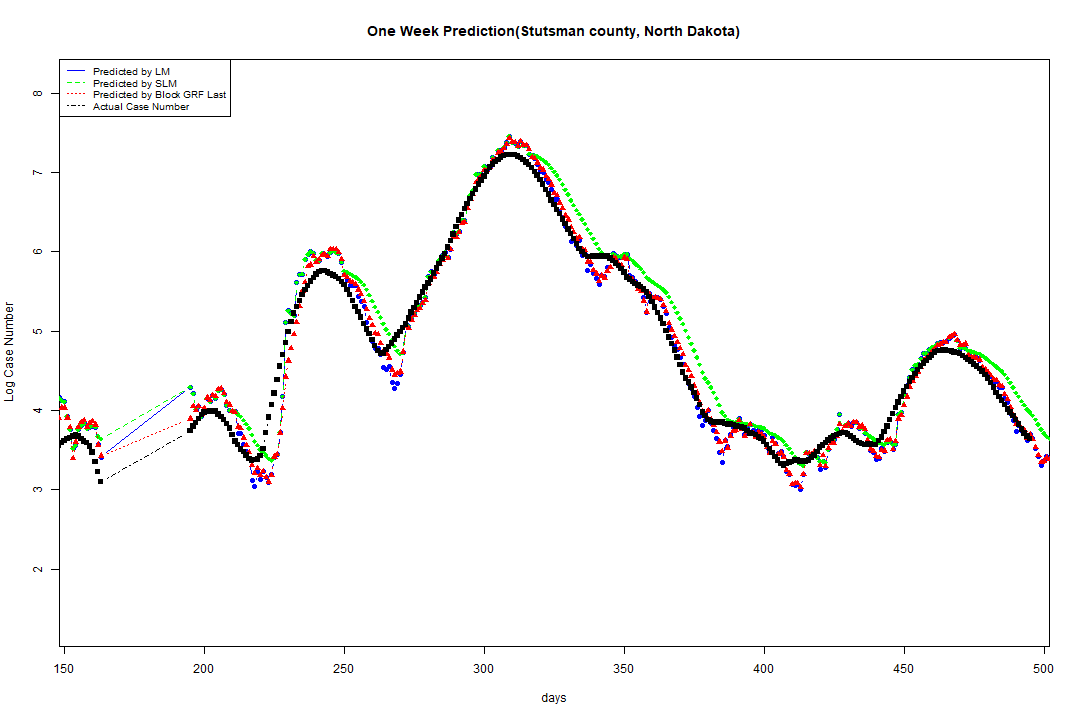 One Week Prediction(Stutsman county, North Dakota)
Predicted by LM
Predicted by SLM
Predicted by Block GRF Last
Actual Case Number
8
7
6
5
4
3
2
Log Case Number
150 200 250 300 350 400 450 500
days